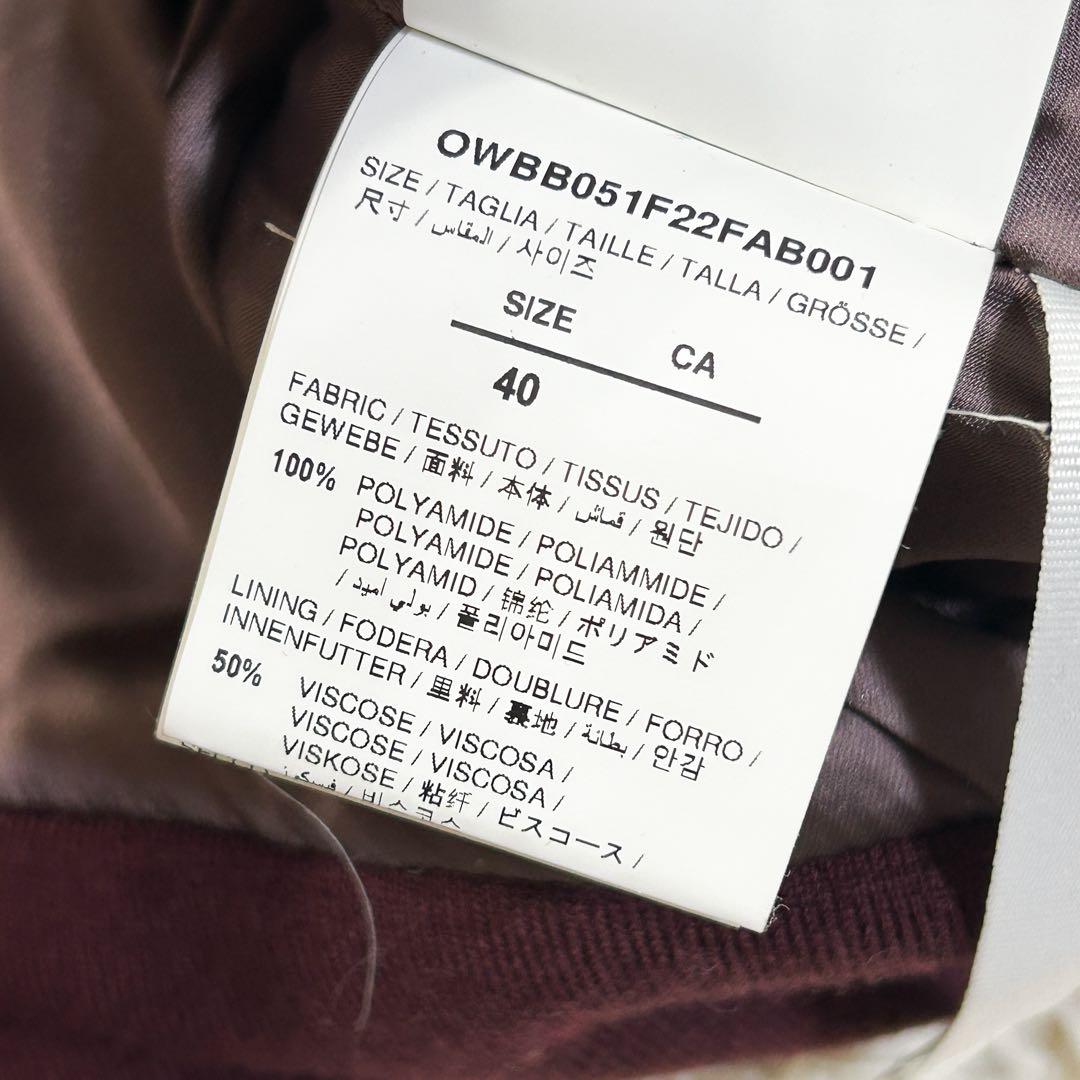 OWBB051F22FAB001
SIZE / TAGLIA / TAILLE / TALLA / GRÖSSE /
尺寸 / المقاس / 사이즈
SIZE CA
40
FABRIC / TESSUTO / TISSUS / TEJIDO /
GEWEBE / 面料 / 本体 / قماش / 원단
100% POLYAMIDE / POLIAMMIDE /
POLYAMIDE / POLIAMIDA /
POLYAMID / 锦纶 / ポリアミド
/ بولي اميد / 폴리아미드
LINING / FODERA / DOUBLURE / FORRO /
INNENFUTTER / 里料 / 裏地 / بطانة / 안감
50% VISCOSE / VISCOSA /
VISCOSE / VISCOSA /
VISKOSE / 粘纤 / ビスコース /